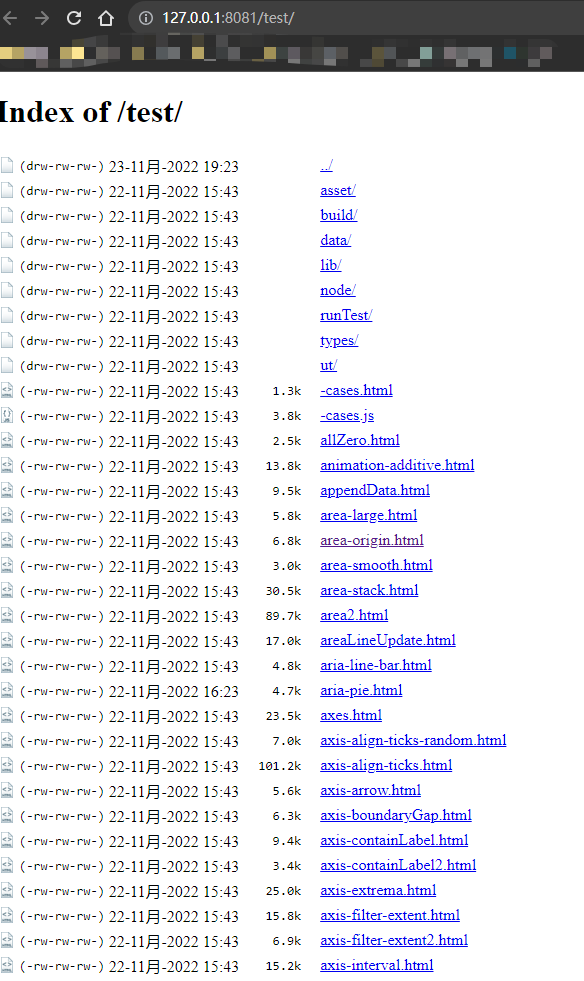 127.0.0.1:8081/test/
Index of /test/
(drw-rw-rw-) 23-11月-2022 19:23 ../
(drw-rw-rw-) 22-11月-2022 15:43 asset/
(drw-rw-rw-) 22-11月-2022 15:43 build/
(drw-rw-rw-) 22-11月-2022 15:43 data/
(drw-rw-rw-) 22-11月-2022 15:43 lib/
(drw-rw-rw-) 22-11月-2022 15:43 node/
(drw-rw-rw-) 22-11月-2022 15:43 runTest/
(drw-rw-rw-) 22-11月-2022 15:43 types/
(drw-rw-rw-) 22-11月-2022 15:43 ut/
(-rw-rw-rw-) 22-11月-2022 15:43 1.3k -cases.html
(-rw-rw-rw-) 22-11月-2022 15:43 3.8k -cases.js
(-rw-rw-rw-) 22-11月-2022 15:43 2.5k allZero.html
(-rw-rw-rw-) 22-11月-2022 15:43 13.8k animation-additive.html
(-rw-rw-rw-) 22-11月-2022 15:43 9.5k appendData.html
(-rw-rw-rw-) 22-11月-2022 15:43 5.8k area-large.html
(-rw-rw-rw-) 22-11月-2022 15:43 6.8k area-origin.html
(-rw-rw-rw-) 22-11月-2022 15:43 3.0k area-smooth.html
(-rw-rw-rw-) 22-11月-2022 15:43 30.5k area-stack.html
(-rw-rw-rw-) 22-11月-2022 15:43 89.7k area2.html
(-rw-rw-rw-) 22-11月-2022 15:43 17.0k areaLineUpdate.html
(-rw-rw-rw-) 22-11月-2022 15:43 4.8k aria-line-bar.html
(-rw-rw-rw-) 22-11月-2022 16:23 4.7k aria-pie.html
(-rw-rw-rw-) 22-11月-2022 15:43 23.5k axes.html
(-rw-rw-rw-) 22-11月-2022 15:43 7.0k axis-align-ticks-random.html
(-rw-rw-rw-) 22-11月-2022 15:43 101.2k axis-align-ticks.html
(-rw-rw-rw-) 22-11月-2022 15:43 5.6k axis-arrow.html
(-rw-rw-rw-) 22-11月-2022 15:43 6.3k axis-boundaryGap.html
(-rw-rw-rw-) 22-11月-2022 15:43 9.4k axis-containLabel.html
(-rw-rw-rw-) 22-11月-2022 15:43 3.4k axis-containLabel2.html
(-rw-rw-rw-) 22-11月-2022 15:43 25.0k axis-extrema.html
(-rw-rw-rw-) 22-11月-2022 15:43 15.8k axis-filter-extent.html
(-rw-rw-rw-) 22-11月-2022 15:43 6.9k axis-filter-extent2.html
(-rw-rw-rw-) 22-11月-2022 15:43 15.2k axis-interval.html